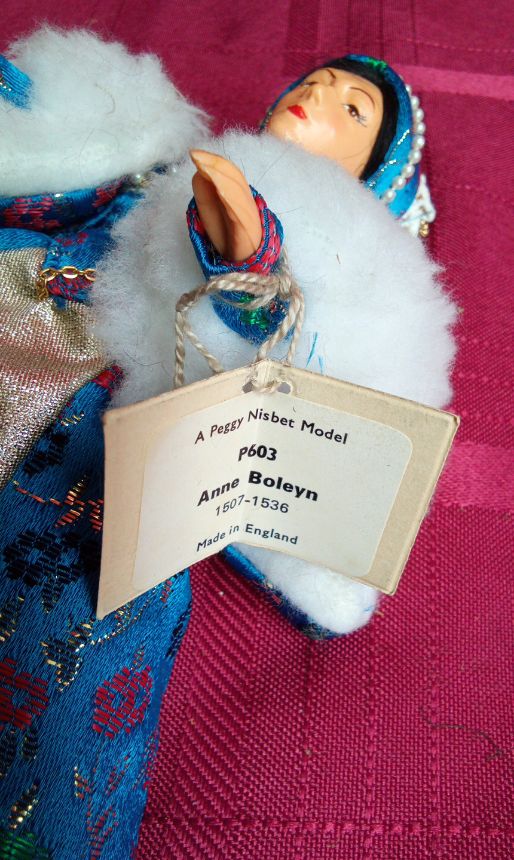 A Peggy Nisbet Model
P603
Anne Boleyn
1507-1536
Made in England